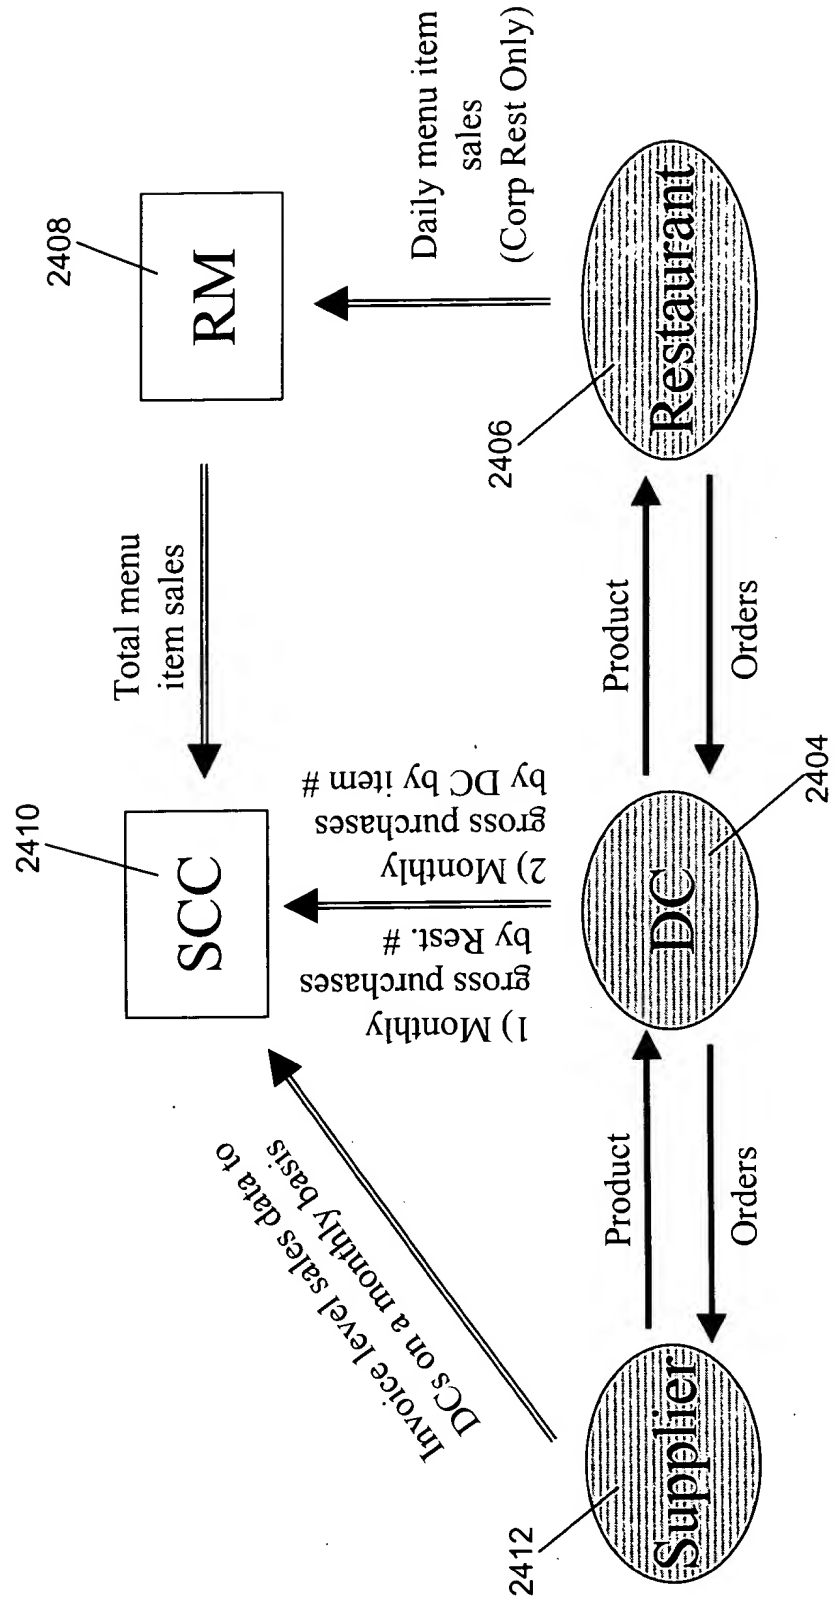 2410
SCC
Total menu
item sales
2408
RM
Invoice level sales data to
DCs on a monthly basis
1) Monthly
gross purchases
by Rest. #
2) Monthly
gross purchases
by DC by item #
Daily menu item
sales
(Corp Rest Only)
2412
Supplier
Product
Orders
DC
2404
Product
Orders
2406
Restaurant